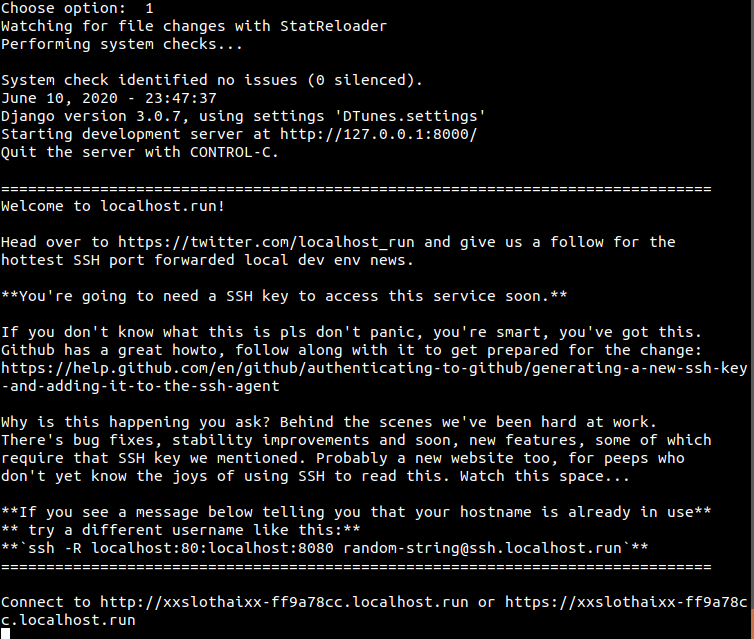 Choose option:  1
Watching for file changes with StatReloader
Performing system checks...
System check identified no issues (0 silenced).
June 10, 2020 - 23:47:37
Django version 3.0.7, using settings 'DTunes.settings'
Starting development server at http://127.0.0.1:8000/
Quit the server with CONTROL-C.
===============================================================================
Welcome to localhost.run!
Head over to https://twitter.com/localhost_run and give us a follow for the
hottest SSH port forwarded local dev env news.
**You're going to need a SSH key to access this service soon.**
If you don't know what this is pls don't panic, you're smart, you've got this.
Github has a great howto, follow along with it to get prepared for the change:
https://help.github.com/en/github/authenticating-to-github/generating-a-new-ssh-key
-and-adding-it-to-the-ssh-agent
Why is this happening you ask? Behind the scenes we've been hard at work.
There's bug fixes, stability improvements and soon, new features, some of which
require that SSH key we mentioned. Probably a new website too, for peeps who
don't yet know the joys of using SSH to read this. Watch this space...
**If you see a message below telling you that your hostname is already in use**
** try a different username like this:**
**`ssh -R localhost:80:localhost:8080 random-string@ssh.localhost.run`**
===============================================================================
Connect to http://xxslothaixx-ff9a78cc.localhost.run or https://xxslothaixx-ff9a78c
c.localhost.run